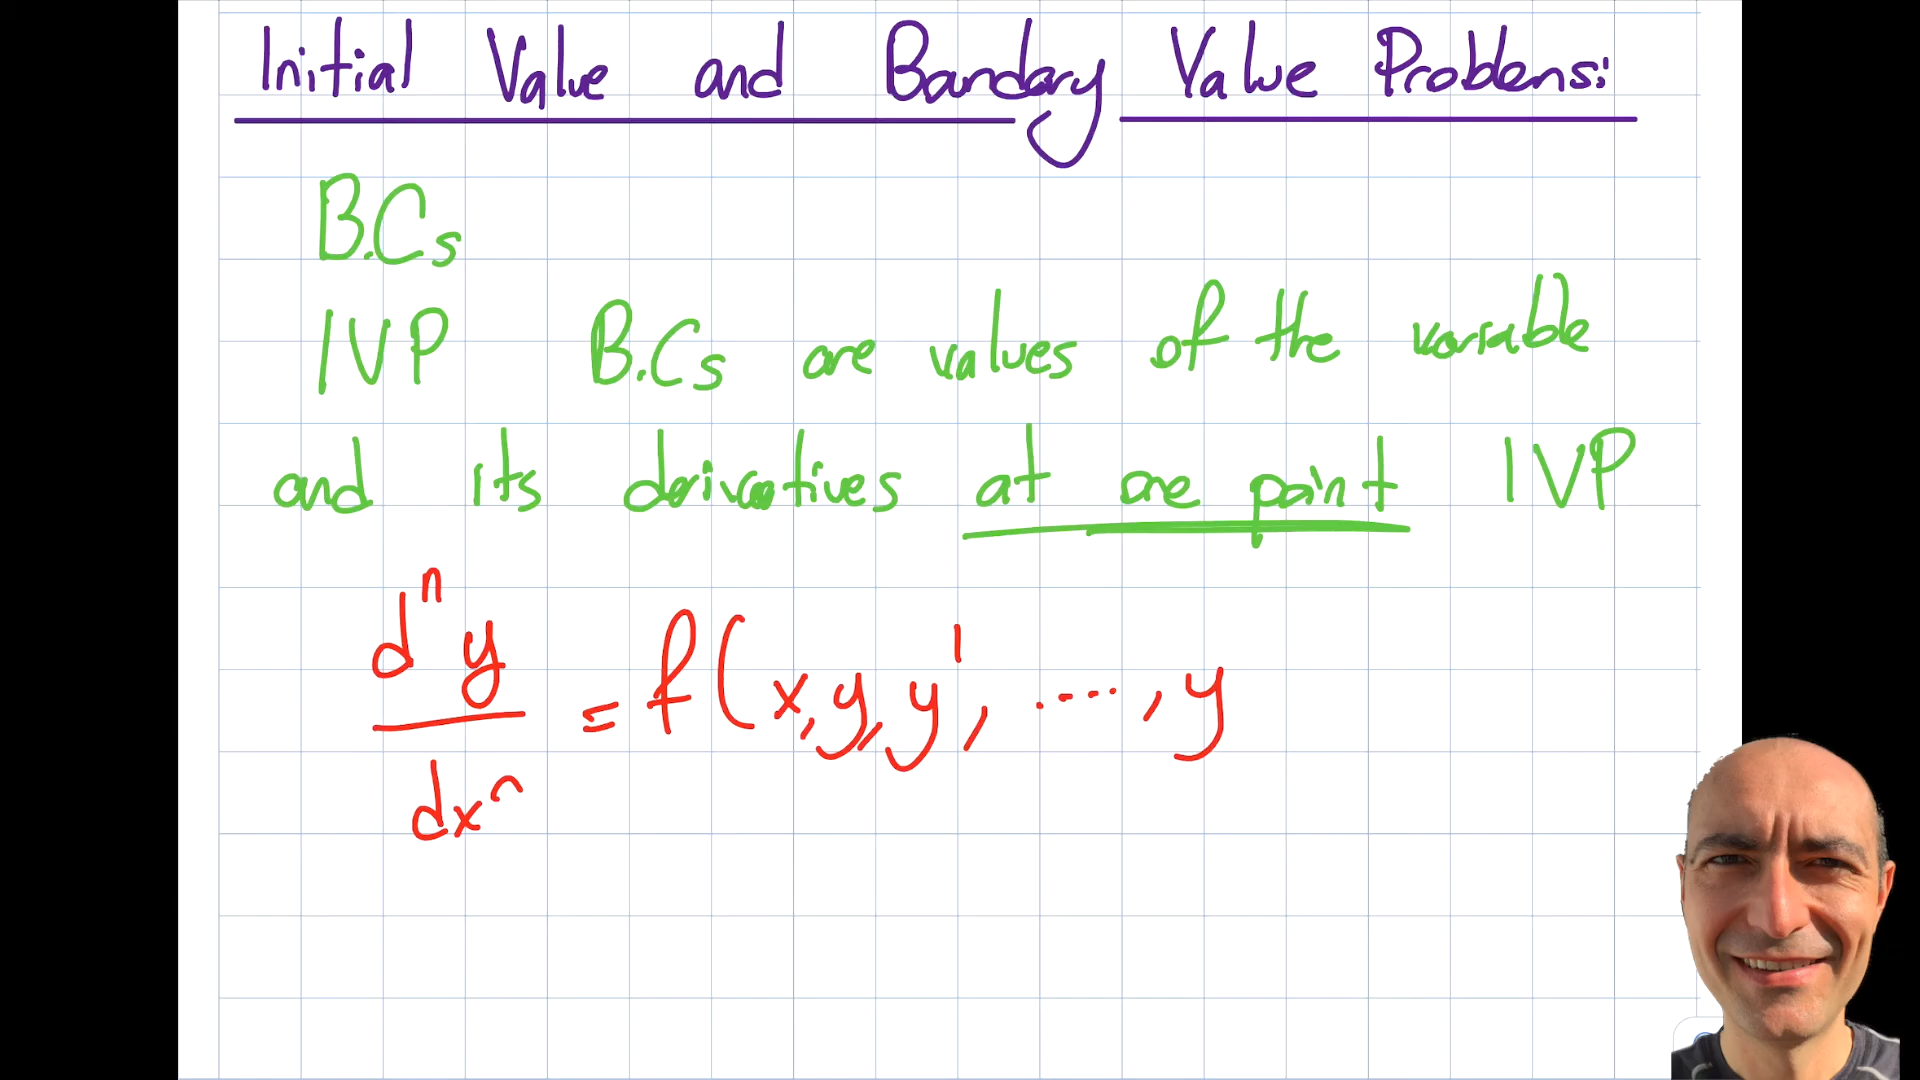 Initial Value and Boundary Value Problems:
B.Cs
IVP B.Cs are values of the variable
and its derivatives at one point IVP
d^n y / dx^n = f(x, y, y', ...., y